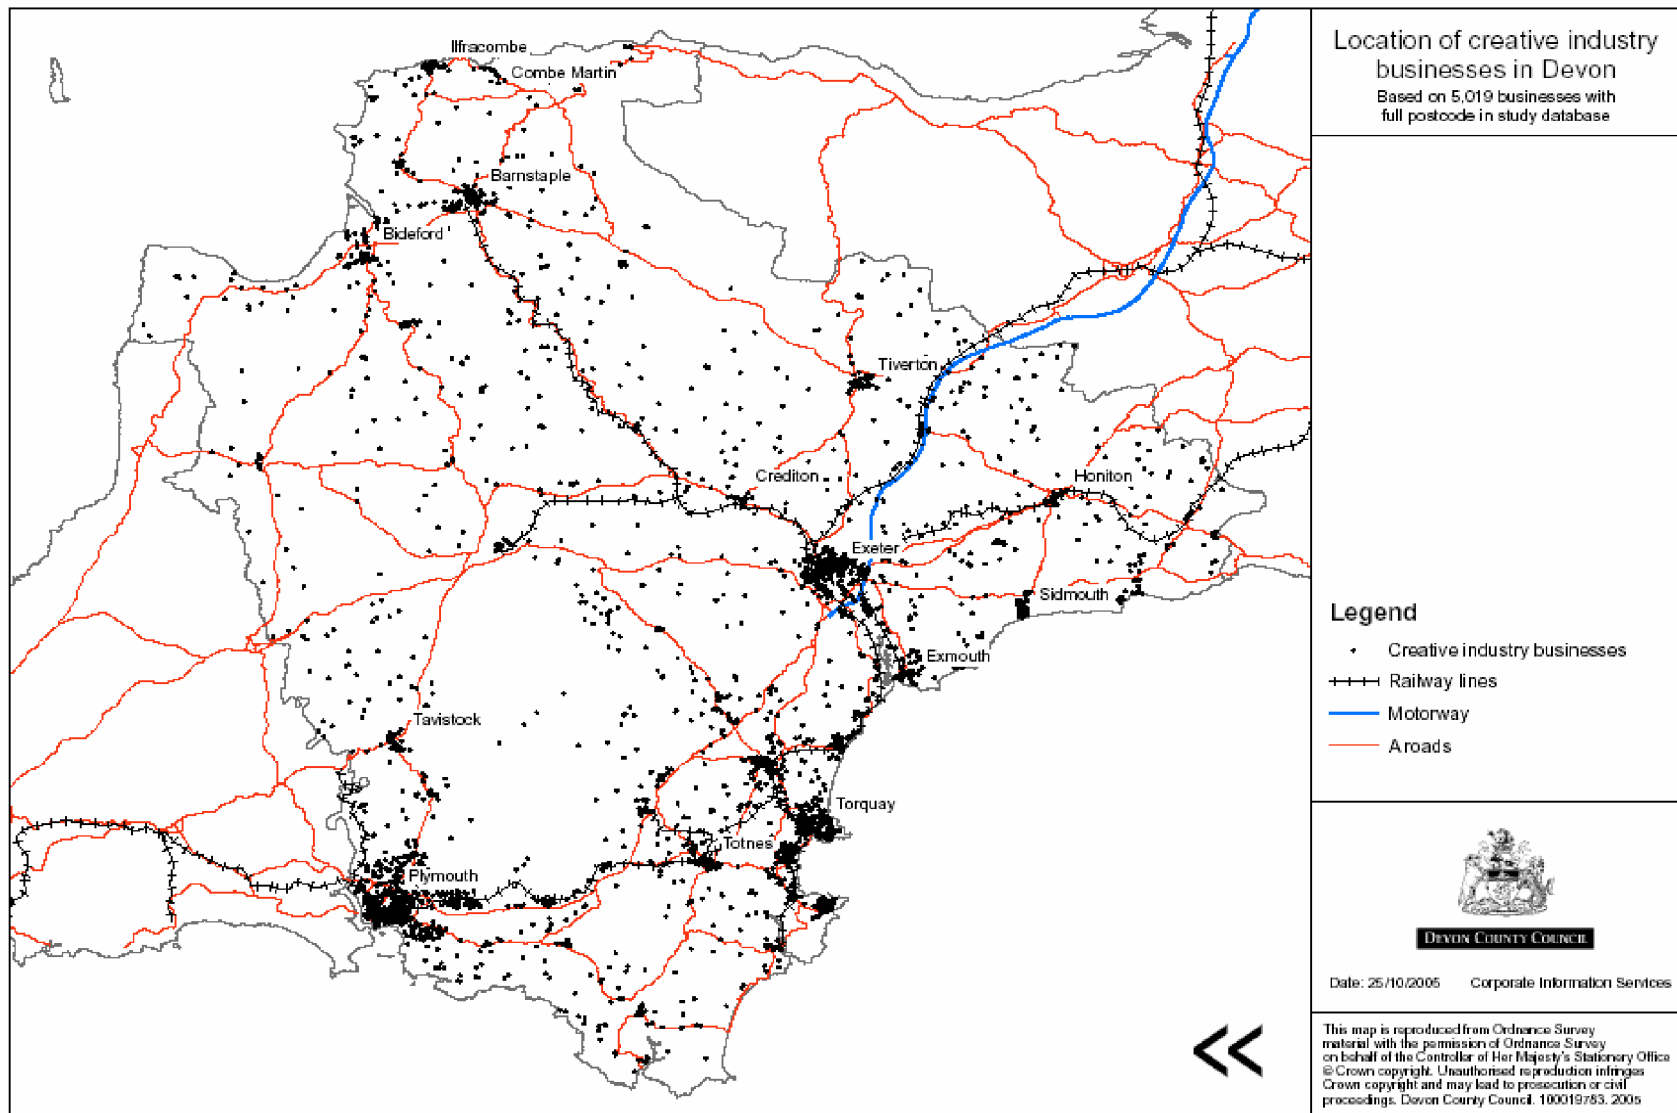 Location of creative industry
businesses in Devon
Based on 5,019 businesses with
full postcode in study database
Ilfracombe
Combe Martin
Barnstaple
Bideford
Tiverton
Crediton
Honiton
Exeter
Sidmouth
Exmouth
Tavistock
Torquay
Totnes
Plymouth
<<
Legend
Creative industry businesses
Railway lines
Motorway
A roads
DEVON COUNTY COUNCIL
Date: 25/10/2005 Corporate Information Services
This map is reproduced from Ordnance Survey
material with the permission of Ordnance Survey
on behalf of the Controller of Her Majesty's Stationery Office
© Crown copyright. Unauthorised reproduction infringes
Crown copyright and may lead to prosecution or civil
proceedings. Devon County Council. 100019783. 2005